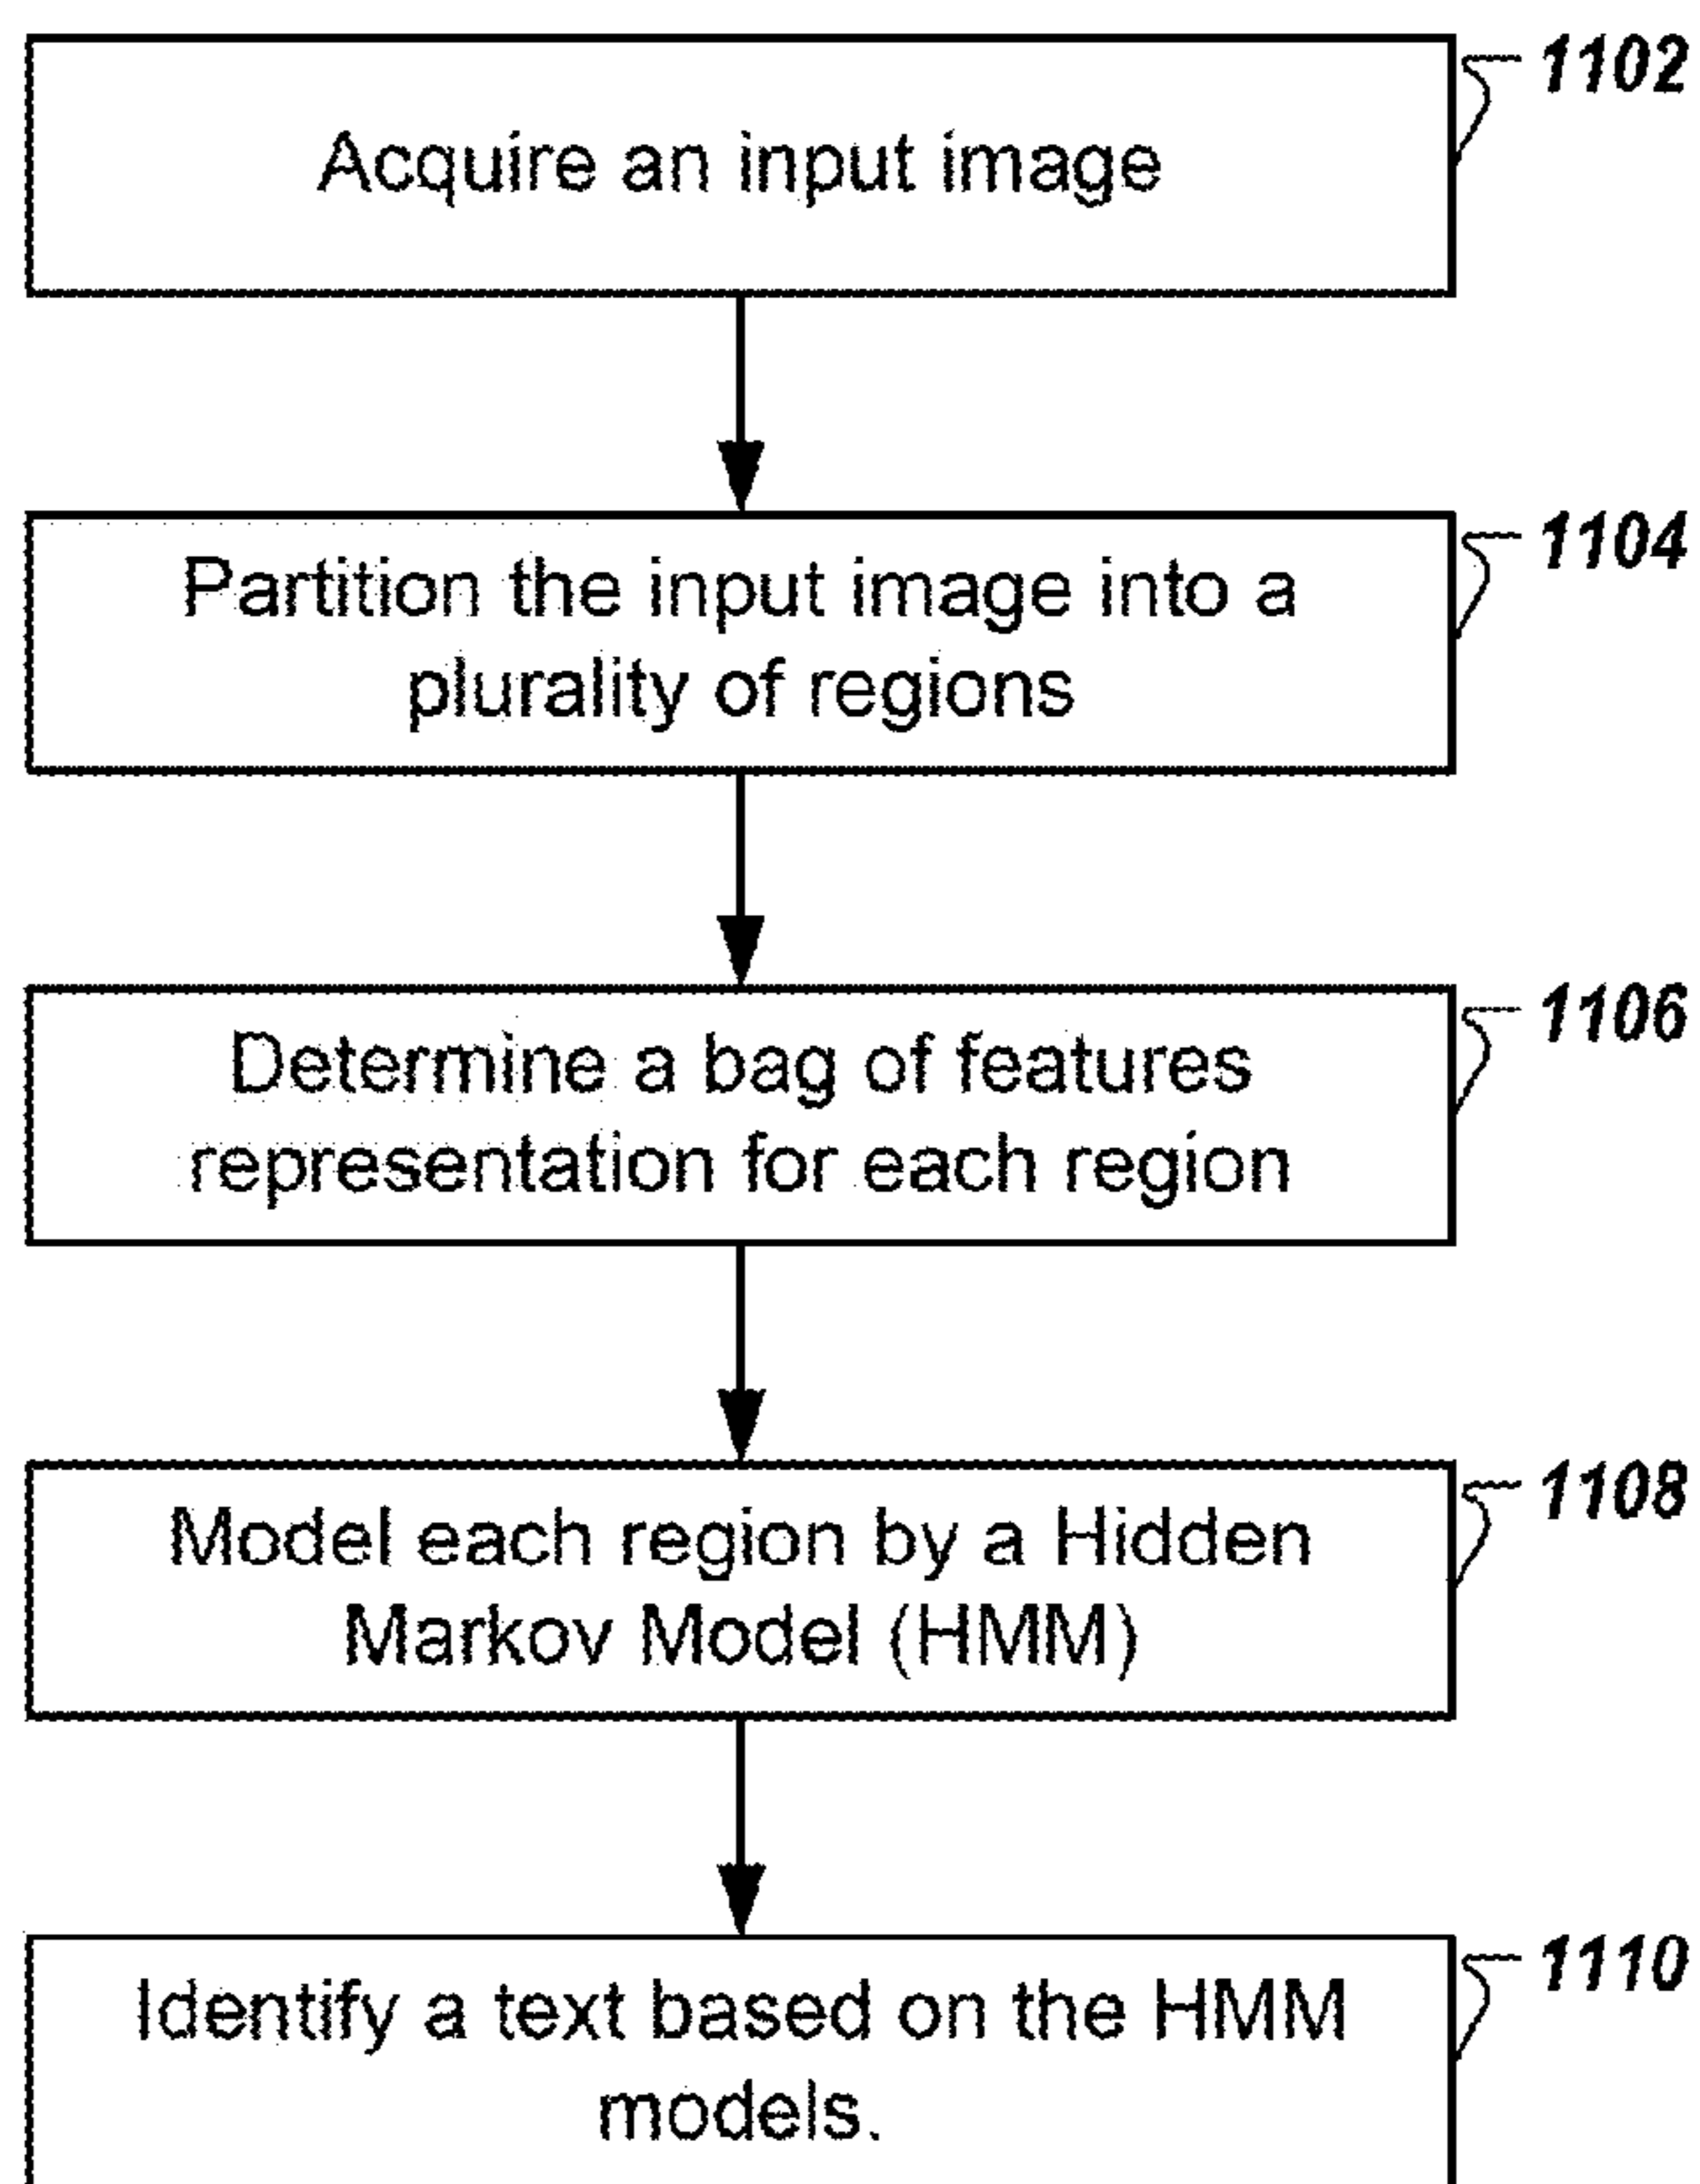 1102
Acquire an input image
1104
Partition the input image into a
plurality of regions
1106
Determine a bag of features
representation for each region
1108
Model each region by a Hidden
Markov Model (HMM)
1110
Identify a text based on the HMM
models.